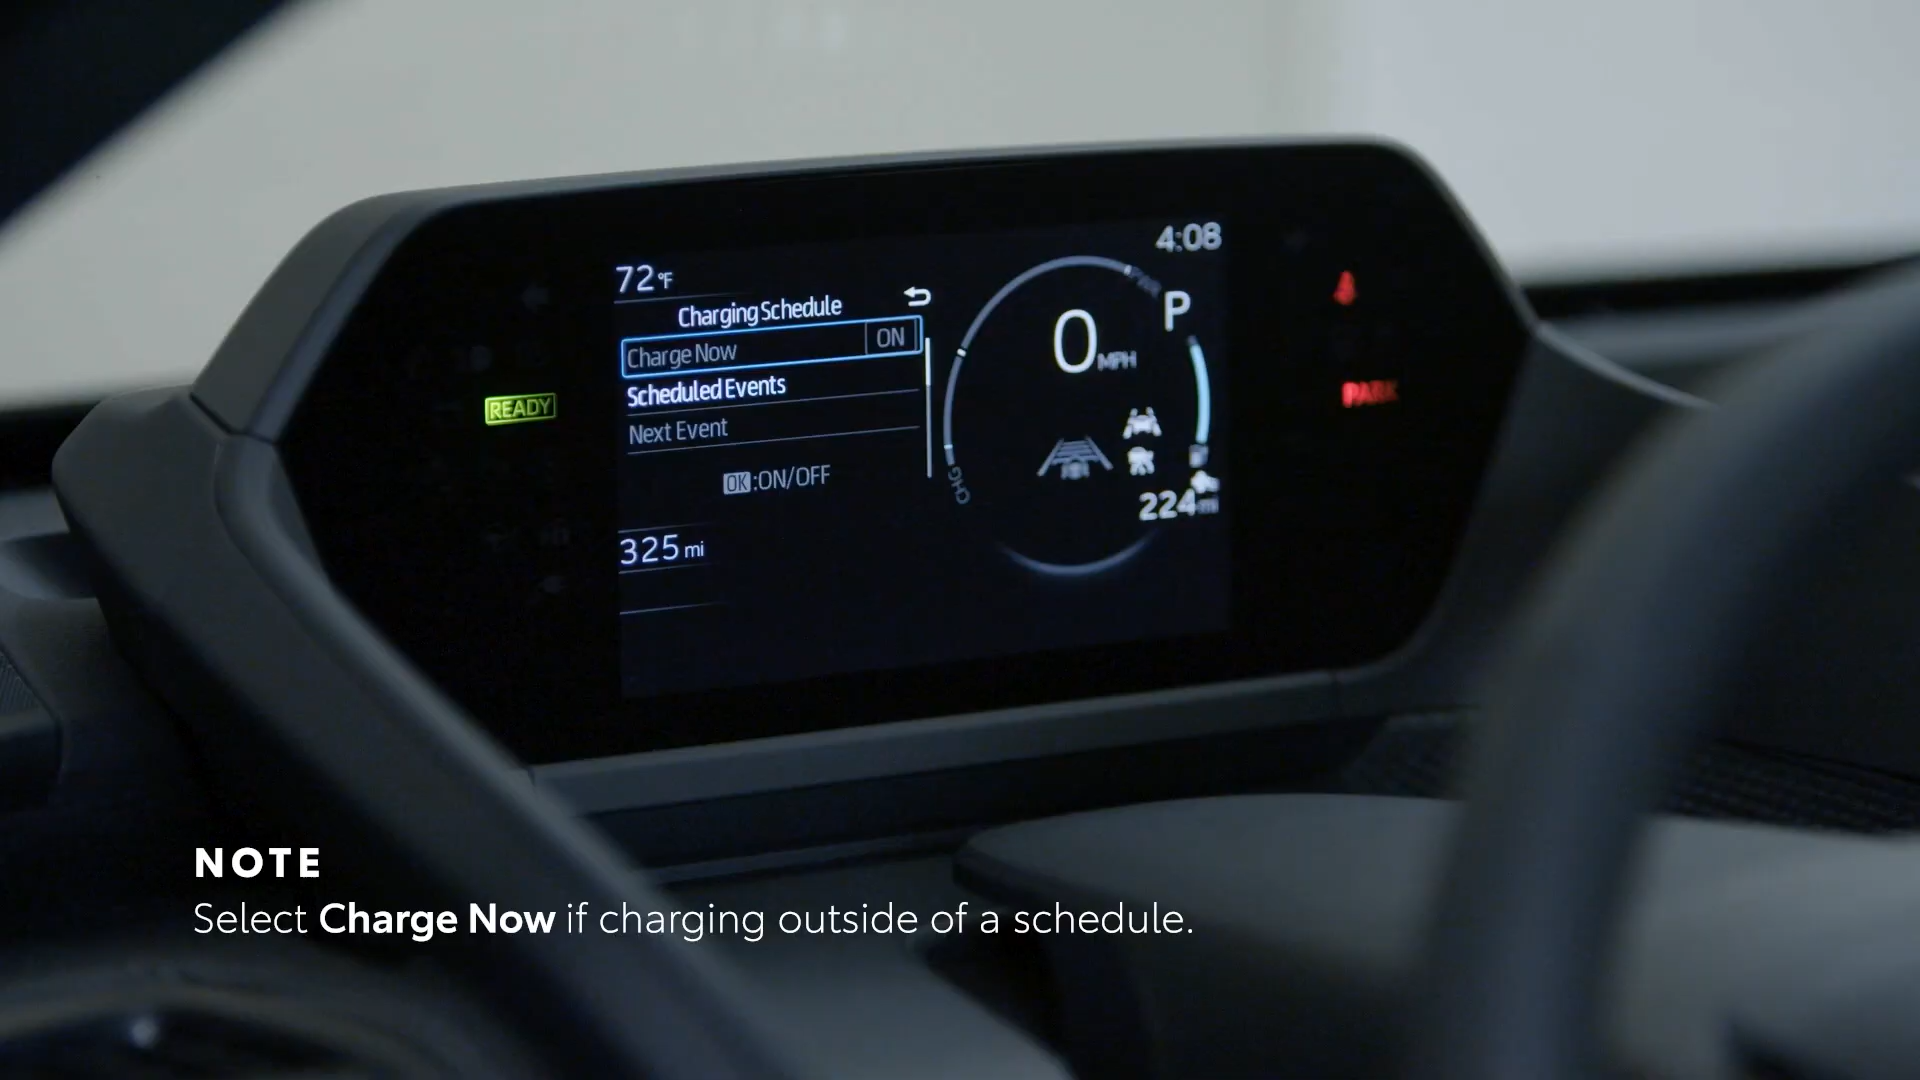 72°F
4:08
Charging Schedule
Charge Now ON
Scheduled Events
Next Event
OK:ON/OFF
325 mi
0 MPH
P
PWR
CHG
224 mi
READY
PARK
NOTE
Select Charge Now if charging outside of a schedule.